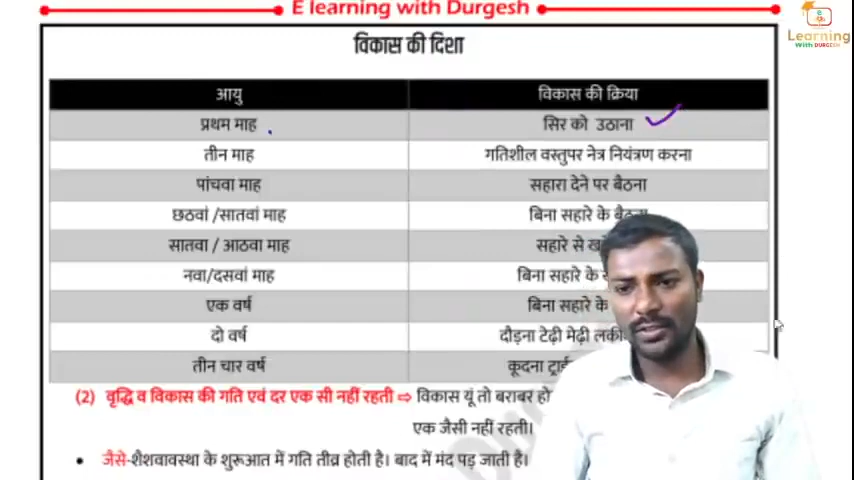 E learning with Durgesh
Learning
With DURGESH
विकास की दिशा
आयु विकास की क्रिया
प्रथम माह सिर को उठाना
तीन माह गतिशील वस्तुपर नेत्र नियंत्रण करना
पांचवा माह सहारा देने पर बैठना
छठवां /सातवां माह बिना सहारे के
सातवा / आठवा माह सहारे से
नवा/दसवां माह बिना सहारे के
एक वर्ष बिना सहारे के
दो वर्ष दौड़ना टेढ़ी मेढ़ी
तीन चार वर्ष कूदना
(2) वृद्धि व विकास की गति एवं दर एक सी नहीं रहती ⇨ विकास यूं तो बराबर
एक जैसी नहीं रहती।
• जैसे-शैशवावस्था के शुरूआत में गति तीव्र होती है। बाद में मंद पड़ जाती है।